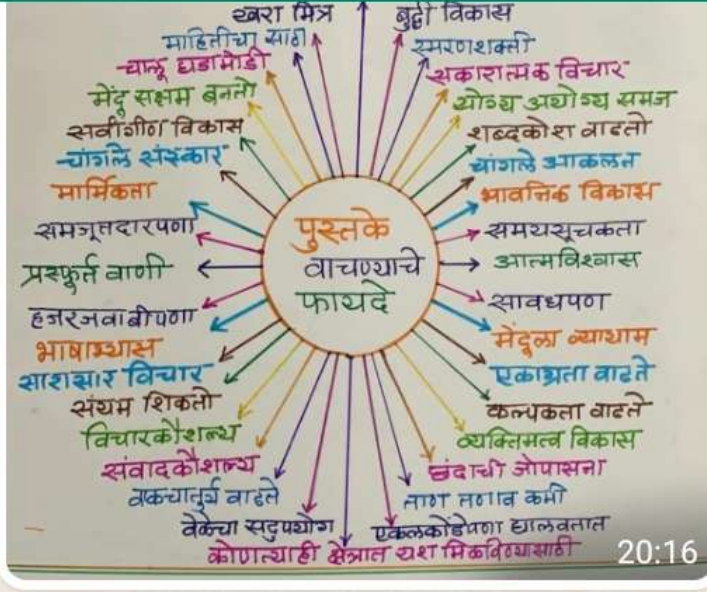 खरा मित्र
बुद्धी विकास
माहितीचा साठा
स्मरणशक्ती
चालू घडामोडी
सकारात्मक विचार
मेंदू सक्षम बनतो
योग्य अयोग्य समज
सर्वांगीण विकास
शब्दकोश वाढतो
चांगले संस्कार
चांगले आकलन
मार्मिकता
भावनिक विकास
समजूतदारपणा
समयसूचकता
प्रस्फूर्त वाणी
आत्मविश्वास
हजरजवाबीपणा
सावधपण
भाषाभ्यास
मेंदूला व्यायाम
सारासार विचार
एकाग्रता वाढते
संयम शिकतो
कल्पकता वाढते
विचारकौशल्य
व्यक्तिमत्व विकास
संवादकौशल्य
छंदाची जोपासना
वाकचातुर्य वाढते
ताण तणाव कमी
वेळेचा सदुपयोग
एकलकोंडेपणा घालवतात
कोणत्याही क्षेत्रात यश मिळविण्यासाठी
पुस्तके
वाचण्याचे
फायदे
20:16